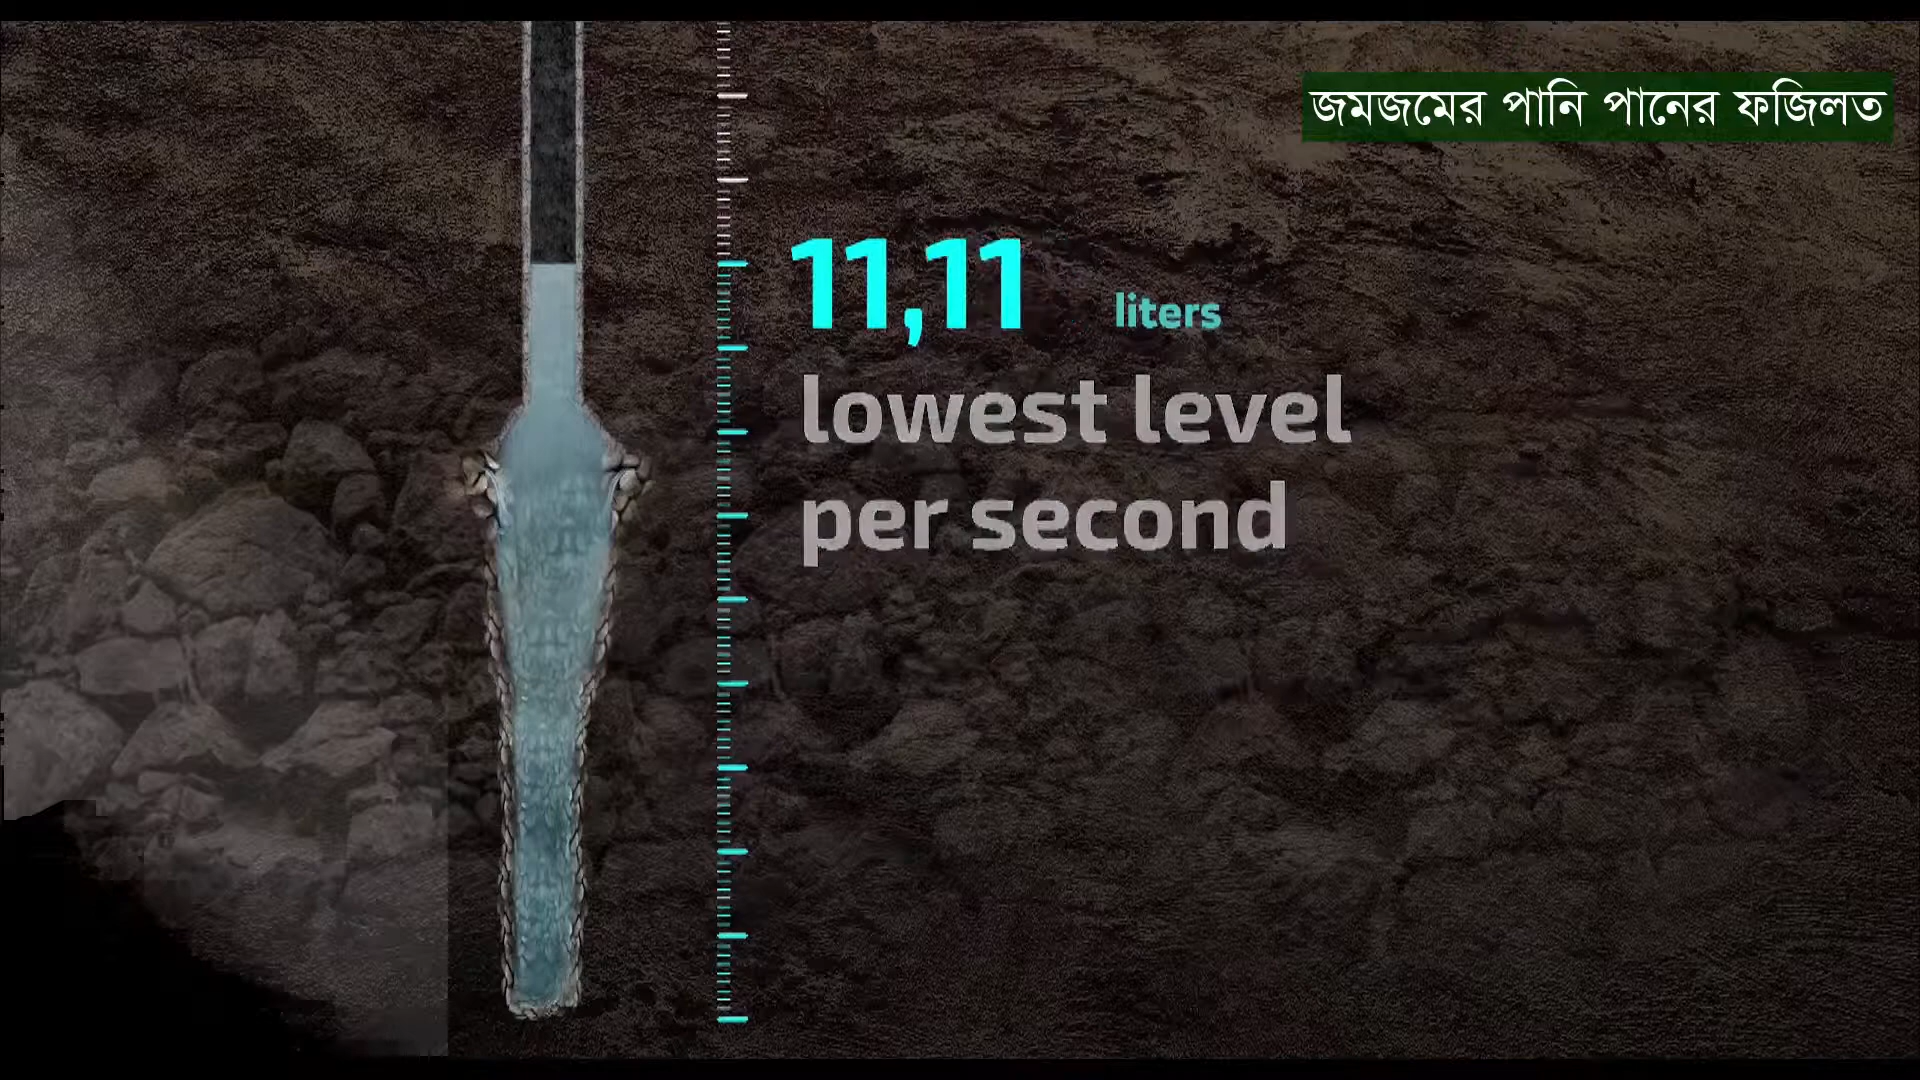 জমজমের পানি পানের ফজিলত
11,11 liters
lowest level
per second